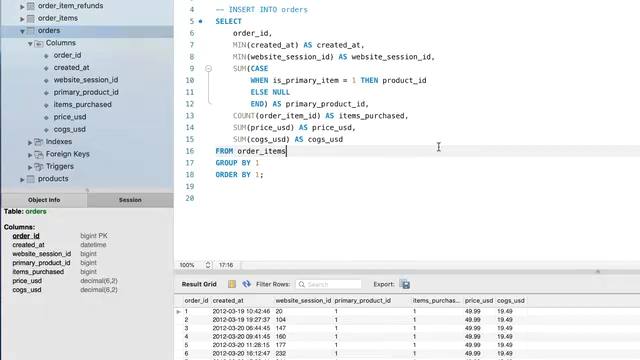 order_item_refunds
order_items
orders
Columns
order_id
created_at
website_session_id
primary_product_id
items_purchased
price_usd
cogs_usd
Indexes
Foreign Keys
Triggers
products
Object Info Session
Table: orders
Columns:
order_id bigint PK
created_at datetime
website_session_id bigint
primary_product_id bigint
items_purchased bigint
price_usd decimal(6,2)
cogs_usd decimal(6,2)
4 -- INSERT INTO orders
5 SELECT
6 order_id,
7 MIN(created_at) AS created_at,
8 MIN(website_session_id) AS website_session_id,
9 SUM(CASE
10 WHEN is_primary_item = 1 THEN product_id
11 ELSE NULL
12 END) AS primary_product_id,
13 COUNT(order_item_id) AS items_purchased,
14 SUM(price_usd) AS price_usd,
15 SUM(cogs_usd) AS cogs_usd
16 FROM order_items
17 GROUP BY 1
18 ORDER BY 1;
19
20
100% 17:16
Result Grid Filter Rows: Search Export:
order_id created_at website_session_id primary_product_id items_purchas... price_usd cogs_usd
1 2012-03-19 10:42:46 20 1 1 49.99 19.49
2 2012-03-19 19:27:37 104 1 1 49.99 19.49
3 2012-03-20 06:44:45 147 1 1 49.99 19.49
4 2012-03-20 09:41:45 160 1 1 49.99 19.49
5 2012-03-20 11:28:15 177 1 1 49.99 19.49
6 2012-03-20 16:12:47 232 1 1 49.99 19.49